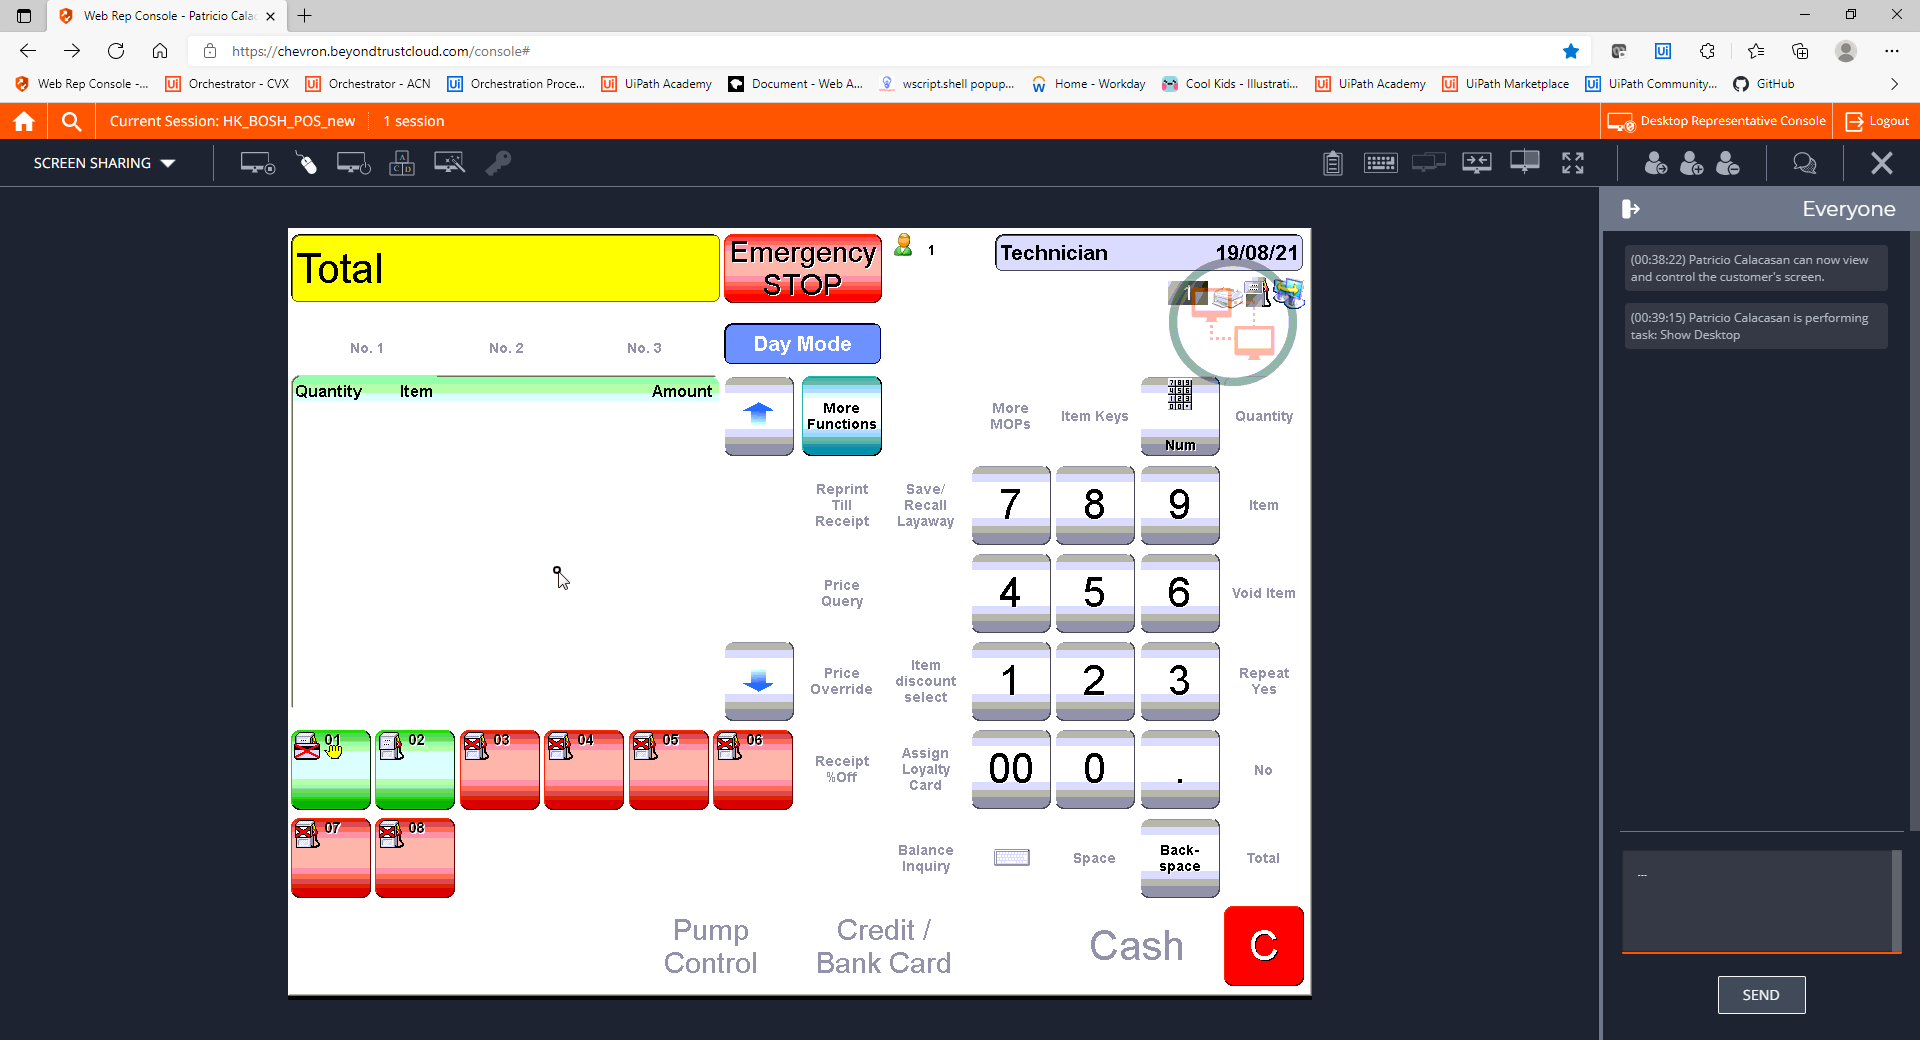 Web Rep Console - Patricio Cala
https://chevron.beyondtrustcloud.com/console#
Web Rep Console -...
Orchestrator - CVX
Orchestrator - ACN
Orchestration Proce...
UiPath Academy
Document - Web A...
wscript.shell popup...
Home - Workday
Cool Kids - Illustrati...
UiPath Academy
UiPath Marketplace
UiPath Community...
GitHub
Current Session: HK_BOSH_POS_new
1 session
Desktop Representative Console
Logout
SCREEN SHARING
Everyone
(00:38:22) Patricio Calacasan can now view
and control the customer's screen.
(00:39:15) Patricio Calacasan is performing
task: Show Desktop
Total
Emergency
STOP
1
Technician 19/08/21
1
No. 1
No. 2
No. 3
Day Mode
Quantity Item Amount
More
Functions
More
MOPs
Item Keys
Num
Quantity
Reprint
Till
Receipt
Save/
Recall
Layaway
7
8
9
Item
Price
Query
4
5
6
Void Item
Price
Override
Item
discount
select
1
2
3
Repeat
Yes
01
02
03
04
05
06
Receipt
%Off
Assign
Loyalty
Card
00
0
.
No
07
08
Balance
Inquiry
Space
Back-
space
Total
Pump
Control
Credit /
Bank Card
Cash
C
...
SEND